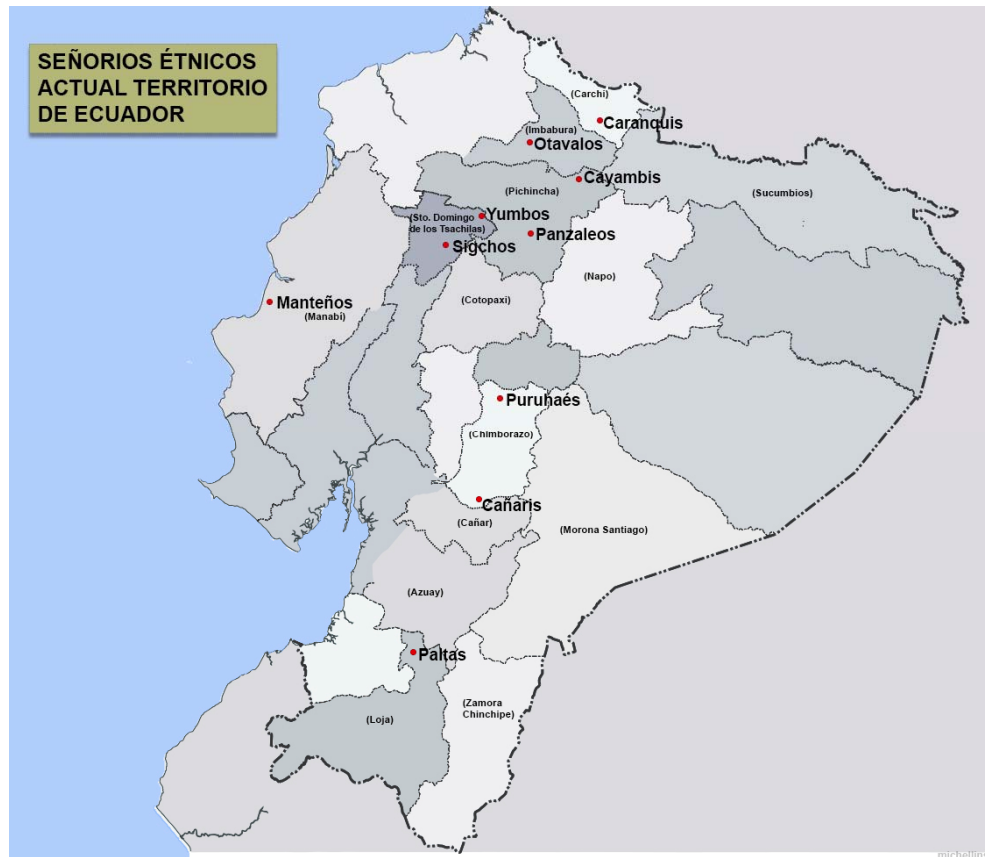 SEÑORIOS ÉTNICOS
ACTUAL TERRITORIO
DE ECUADOR
(Carchi)
Caranquis
(Imbabura)
Otavalos
Cayambis
(Pichincha)
(Sucumbios)
Yumbos
(Sto. Domingo
de los Tsachilas)
Panzaleos
Sigchos
(Napo)
Manteños
(Manabí)
(Cotopaxi)
Puruhaés
(Chimborazo)
Cañaris
(Cañar)
(Morona Santiago)
(Azuay)
Paltas
(Zamora
Chinchipe)
(Loja)